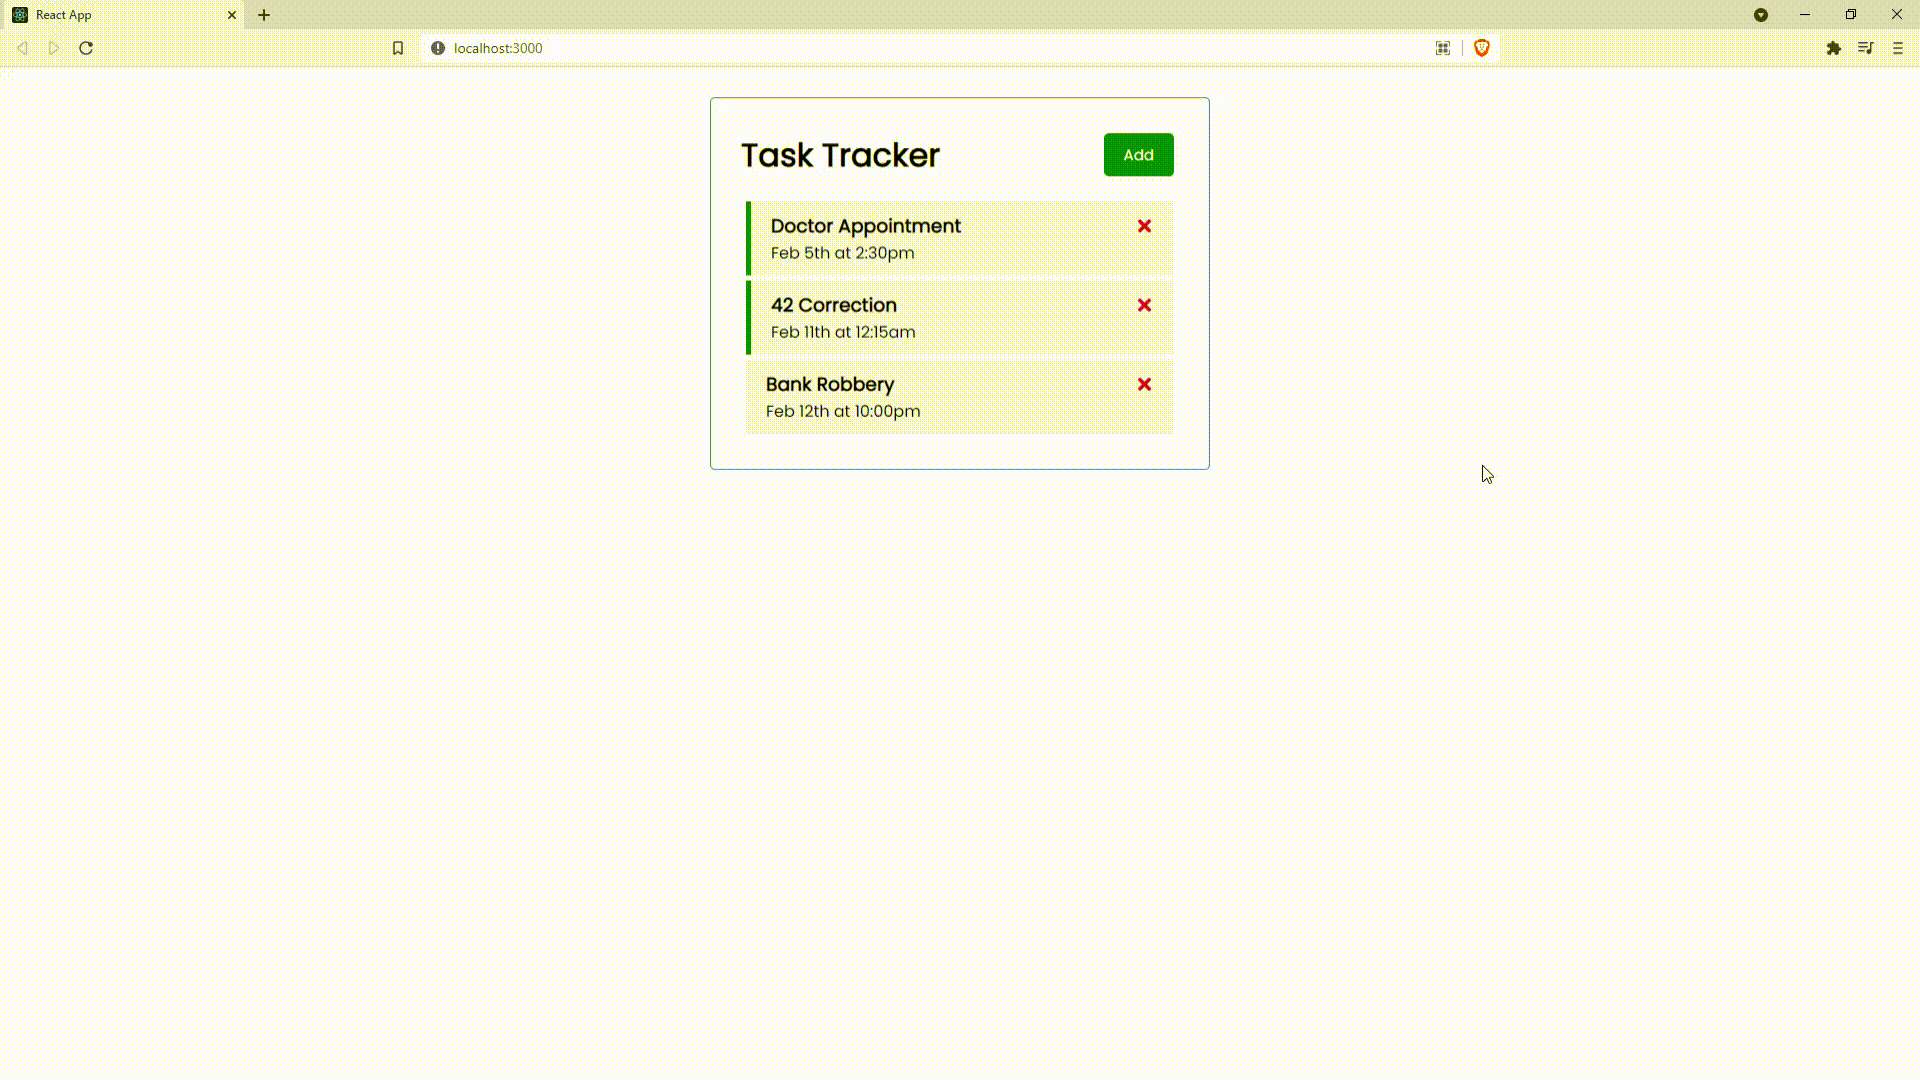 React App
localhost:3000
Task Tracker
Add
Doctor Appointment
Feb 5th at 2:30pm
42 Correction
Feb 11th at 12:15am
Bank Robbery
Feb 12th at 10:00pm